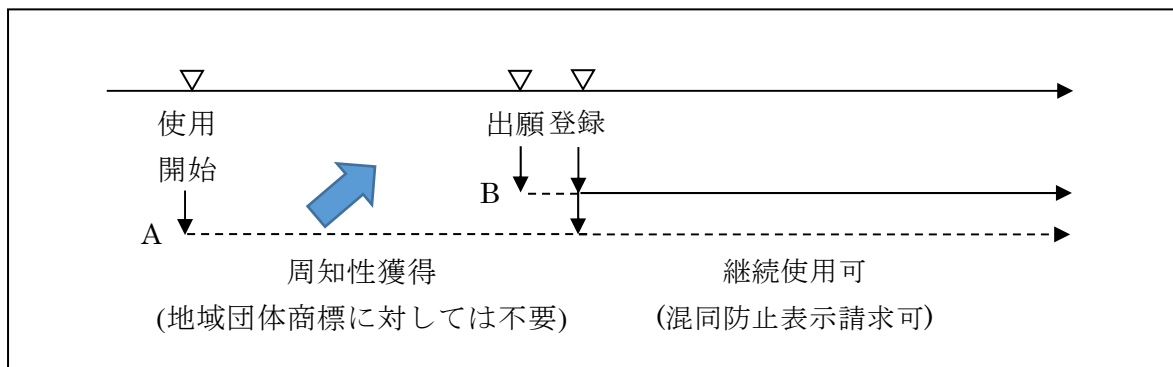 使用
開始
出願 登録
B
A
周知性獲得
(地域団体商標に対しては不要)
継続使用可
(混同防止表示請求可)